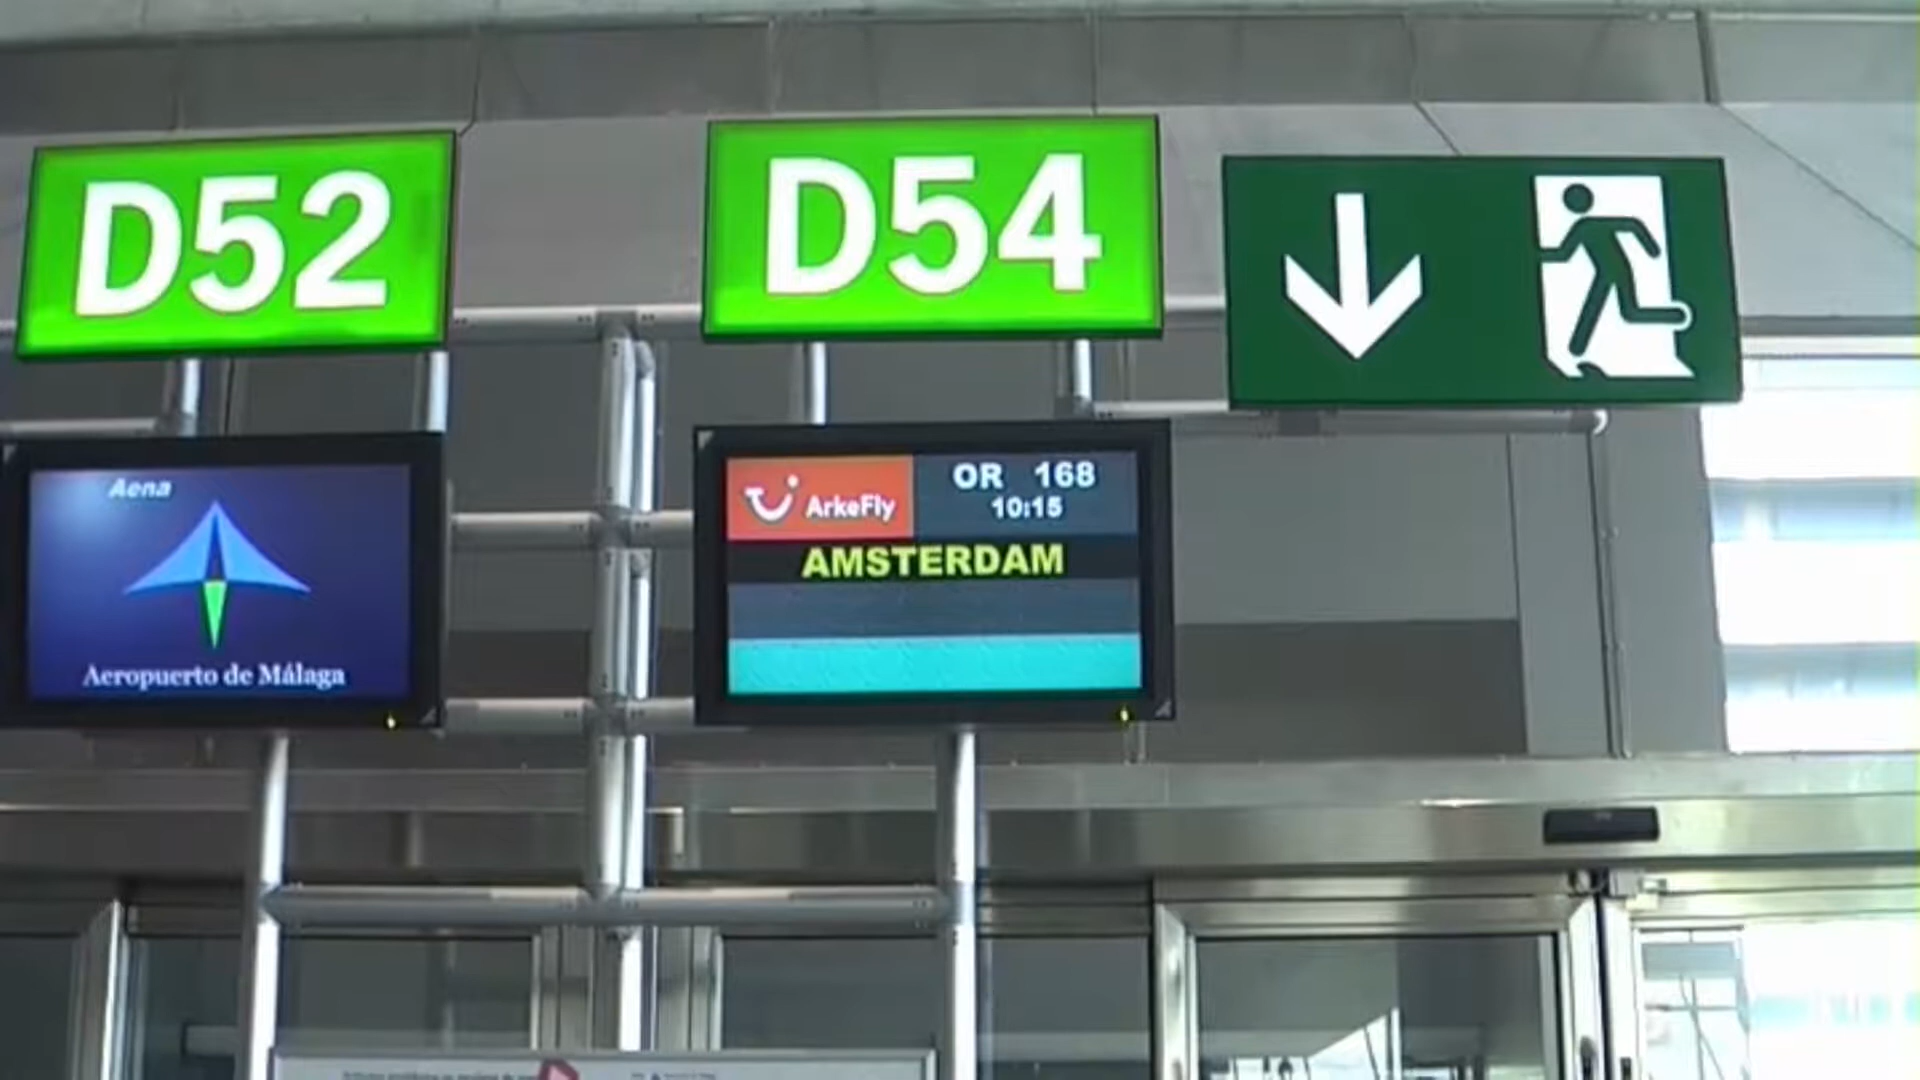 D52
D54
Aena
Aeropuerto de Málaga
ArkeFly
OR 168
10:15
AMSTERDAM